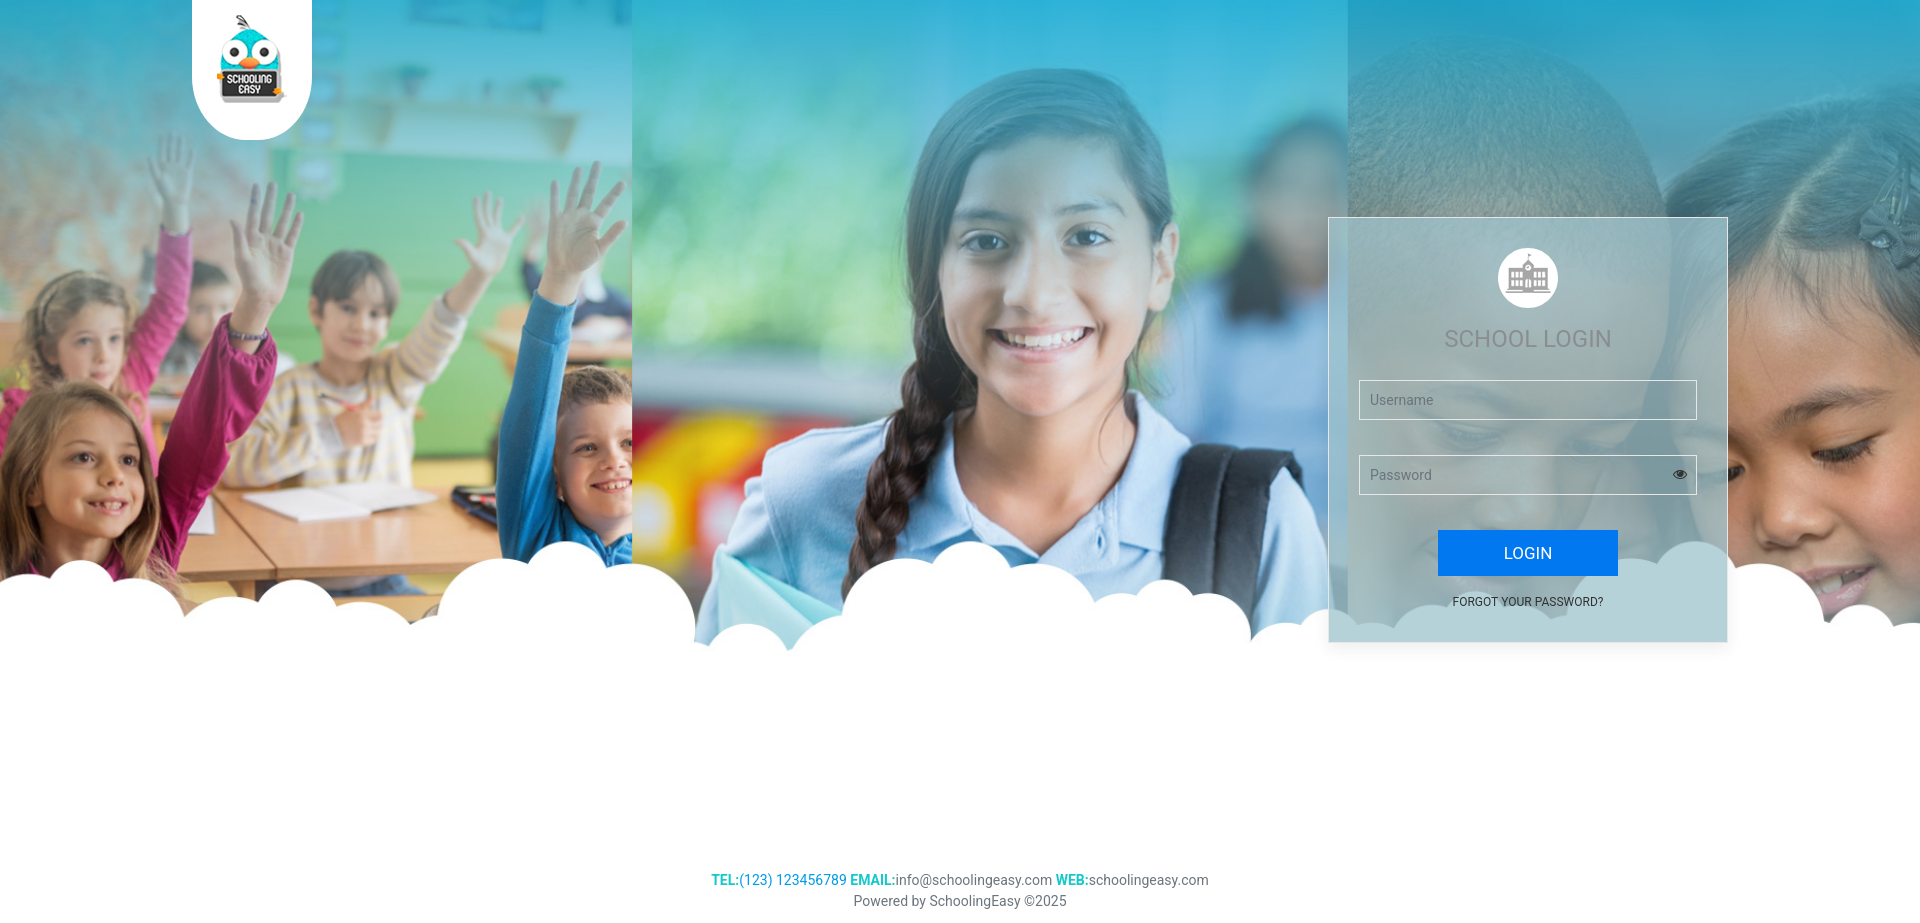 SCHOOLING
EASY
SCHOOL LOGIN
Username
Password
LOGIN
FORGOT YOUR PASSWORD?
TEL:(123) 123456789 EMAIL:info@schoolingeasy.com WEB:schoolingeasy.com
Powered by SchoolingEasy ©2025